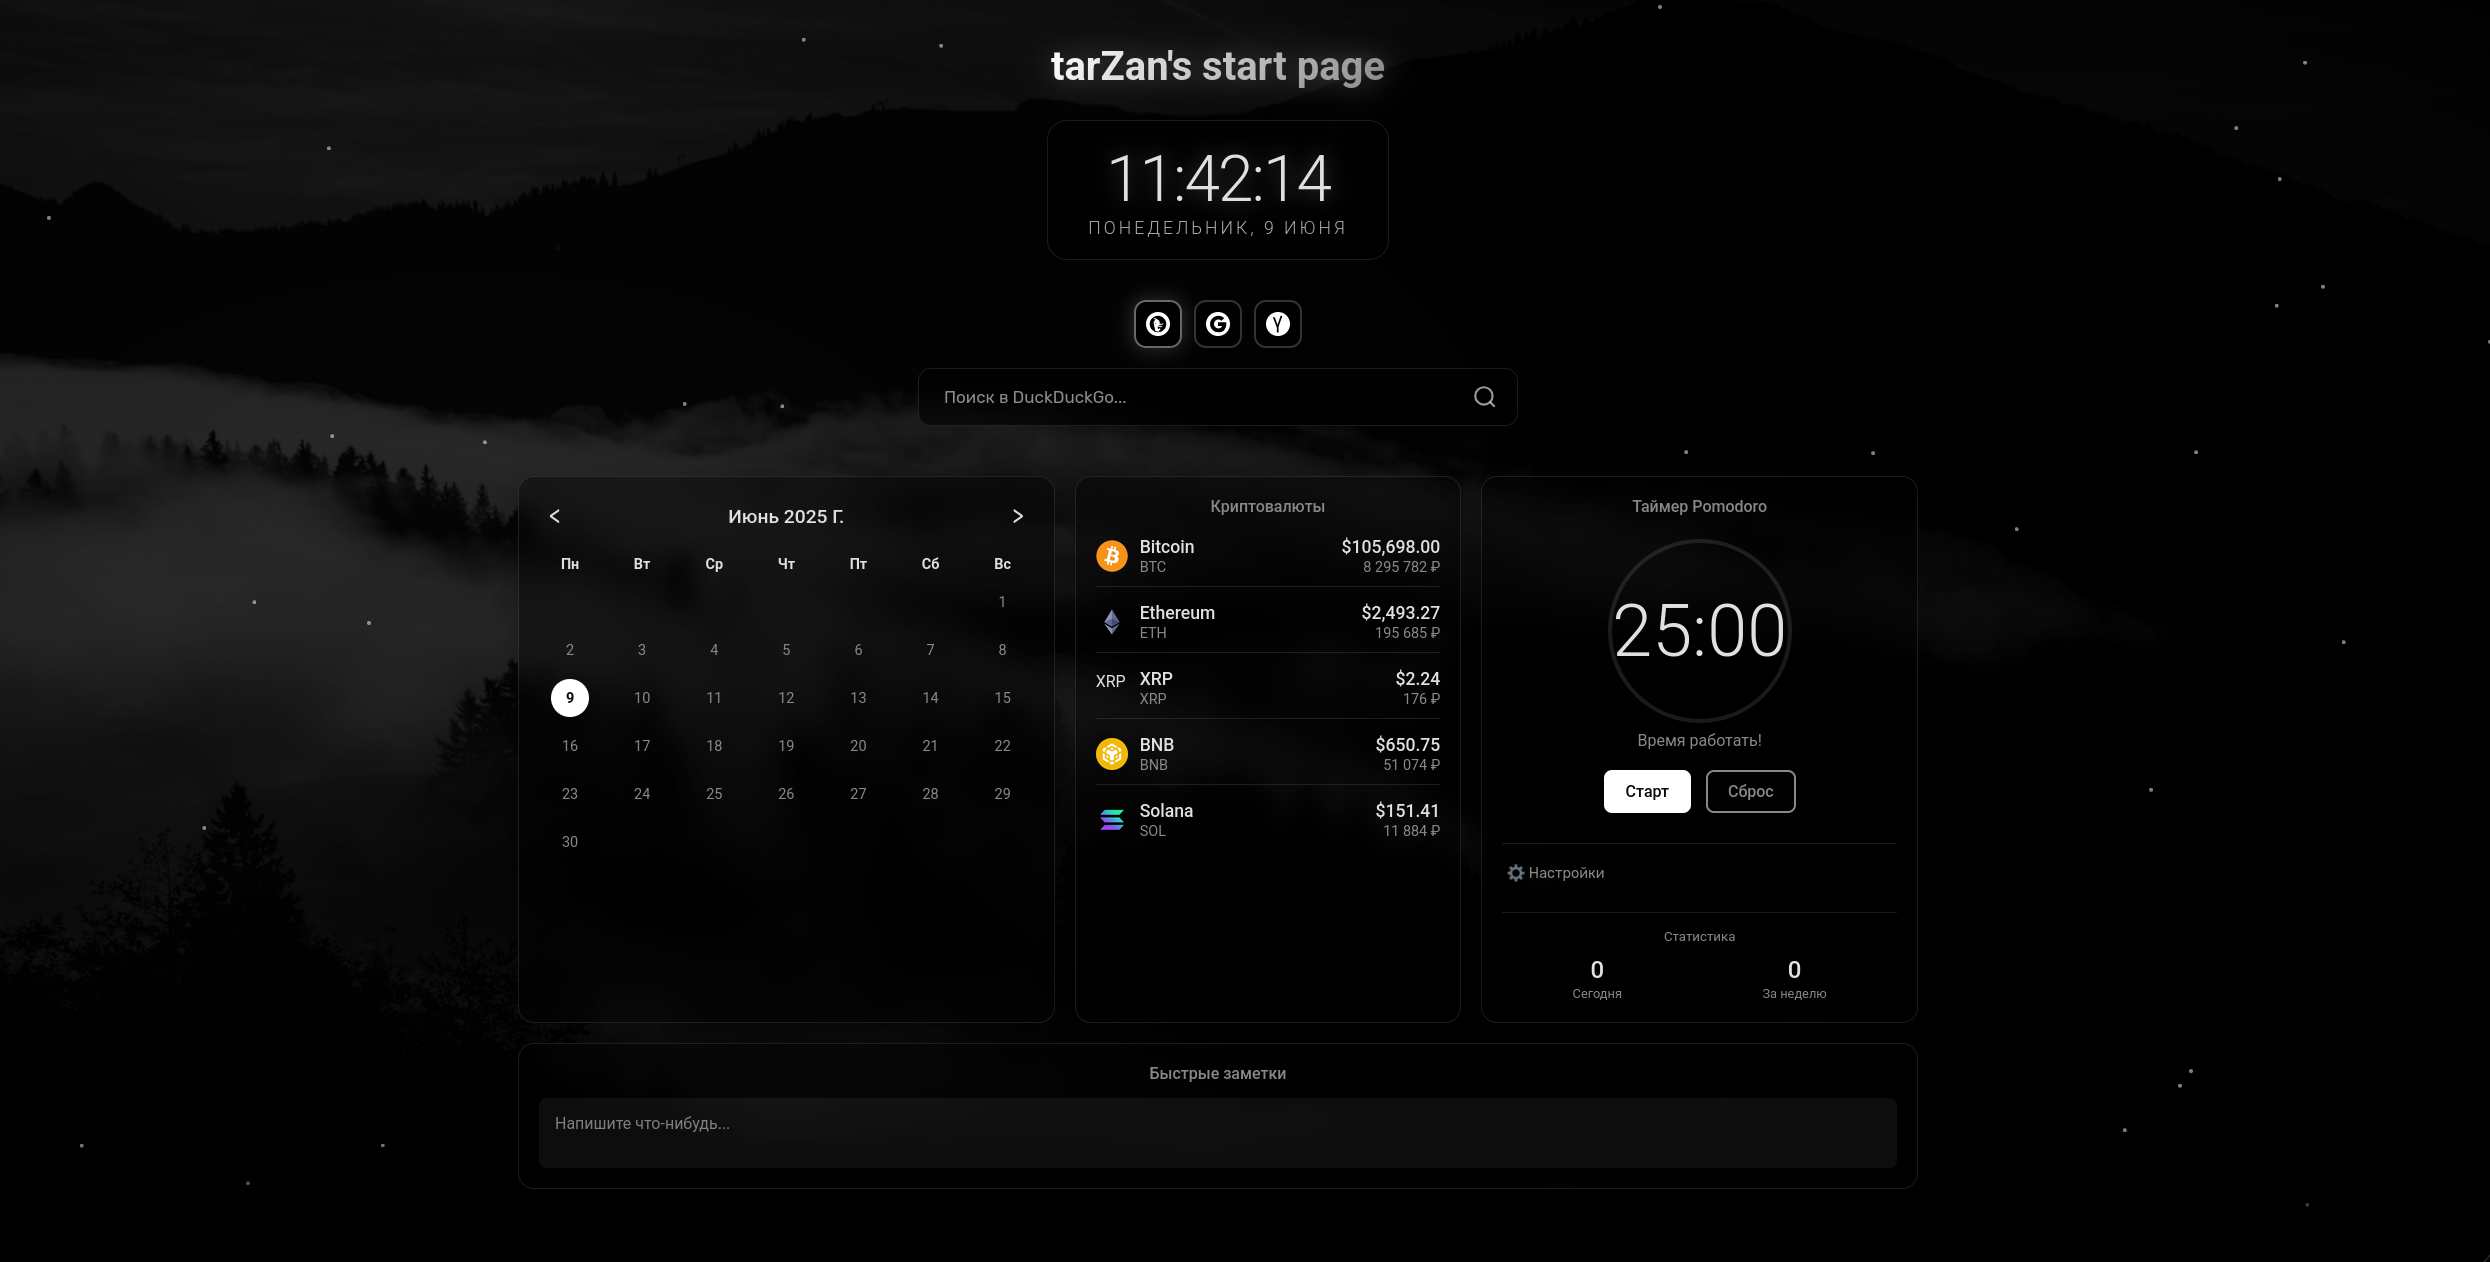 tarZan's start page
11:42:14
ПОНЕДЕЛЬНИК, 9 ИЮНЯ
G Y
Поиск в DuckDuckGo...
< Июнь 2025 Г. >
Пн Вт Ср Чт Пт Сб Вс
1
2 3 4 5 6 7 8
9 10 11 12 13 14 15
16 17 18 19 20 21 22
23 24 25 26 27 28 29
30
Криптовалюты
Bitcoin $105,698.00
BTC 8 295 782 ₽
Ethereum $2,493.27
ETH 195 685 ₽
XRP XRP $2.24
XRP 176 ₽
BNB $650.75
BNB 51 074 ₽
Solana $151.41
SOL 11 884 ₽
Таймер Pomodoro
25:00
Время работать!
Старт Сброс
Настройки
Статистика
0 0
Сегодня За неделю
Быстрые заметки
Напишите что-нибудь...